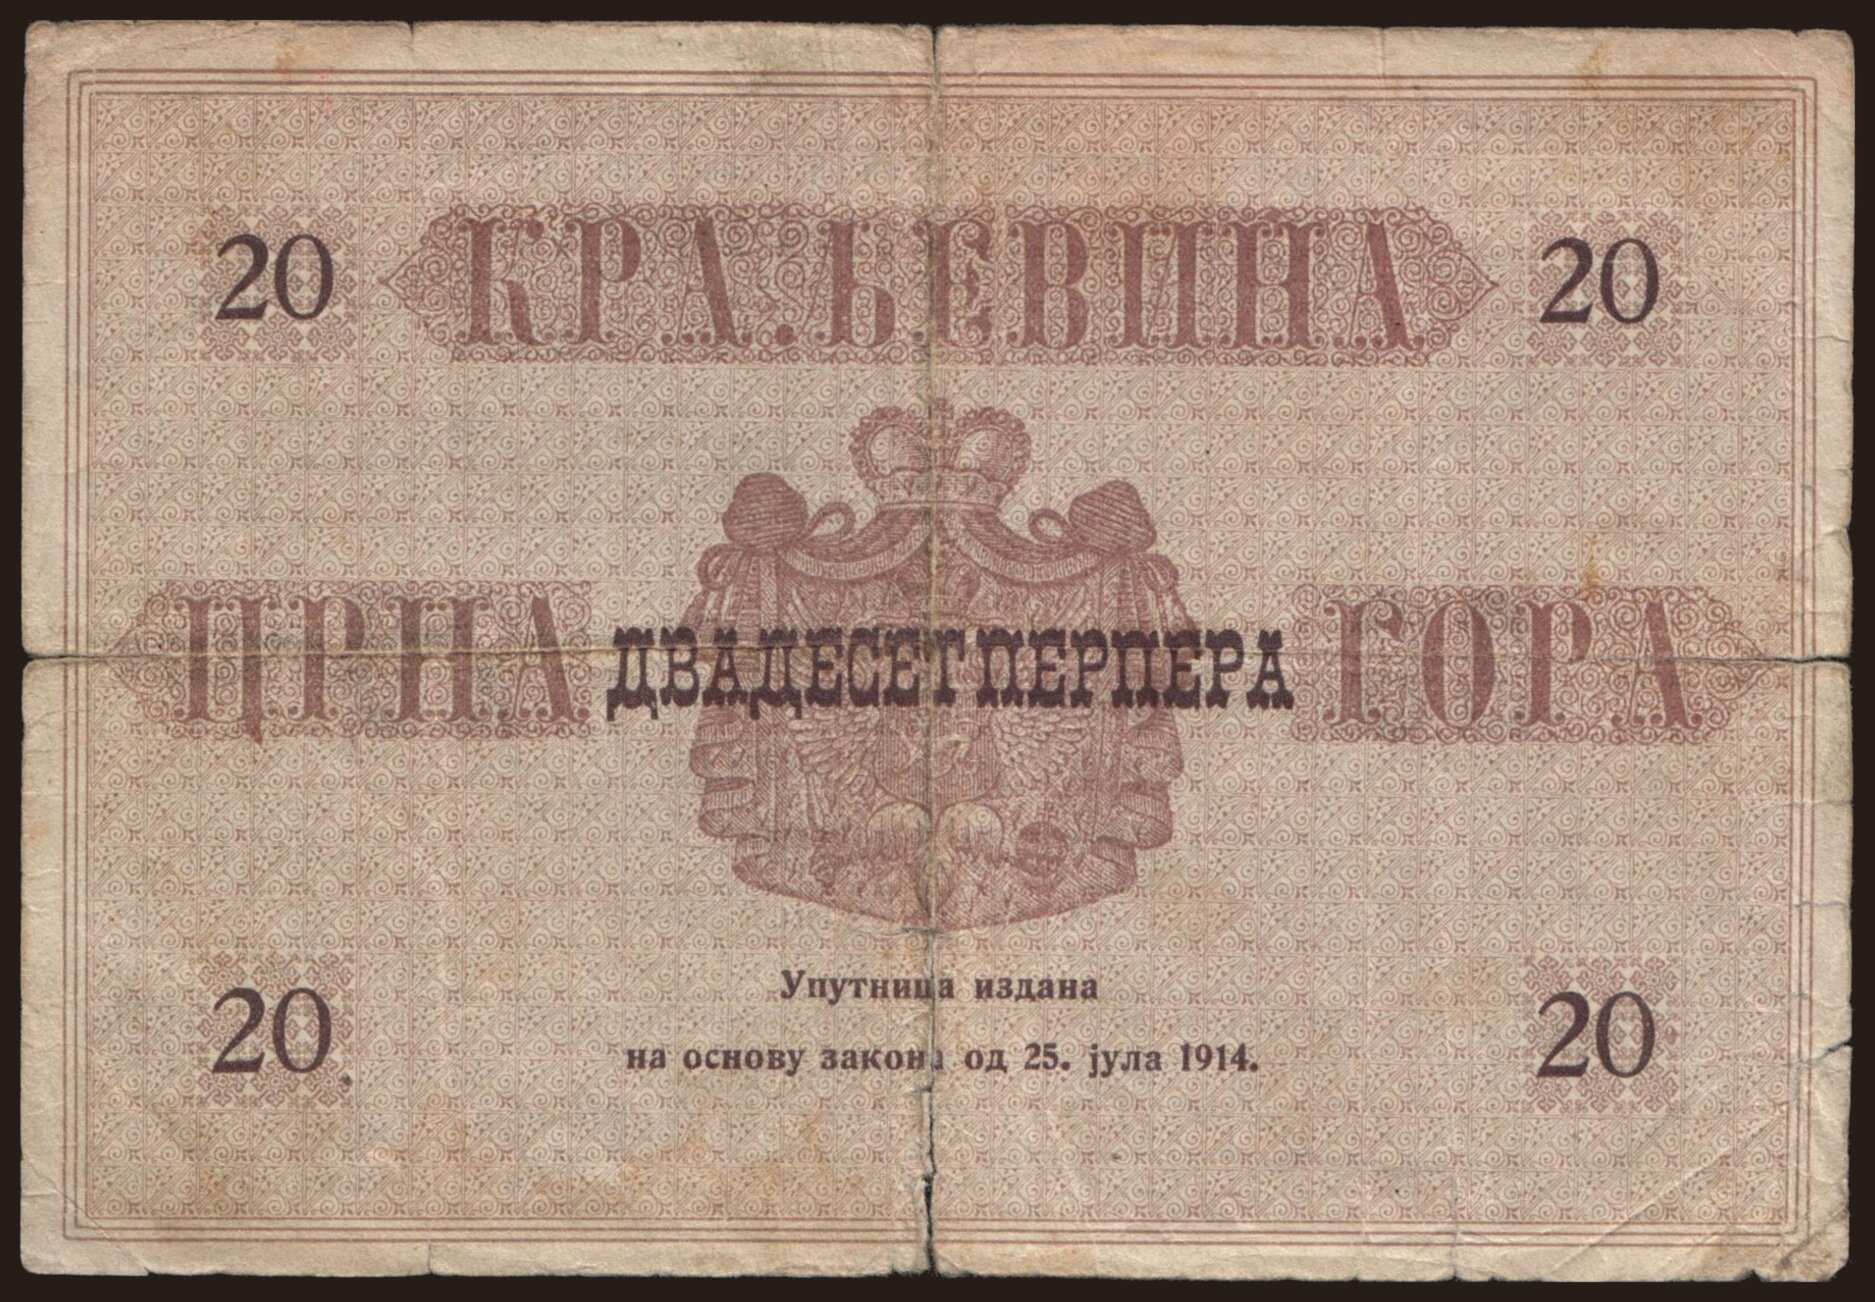 20 КРАЉЕВИНА 20
ЦРНА ДВАДЕСЕТ ПЕРПЕРА ГОРА
Упутница издана
20 на основу закона од 25. јула 1914. 20